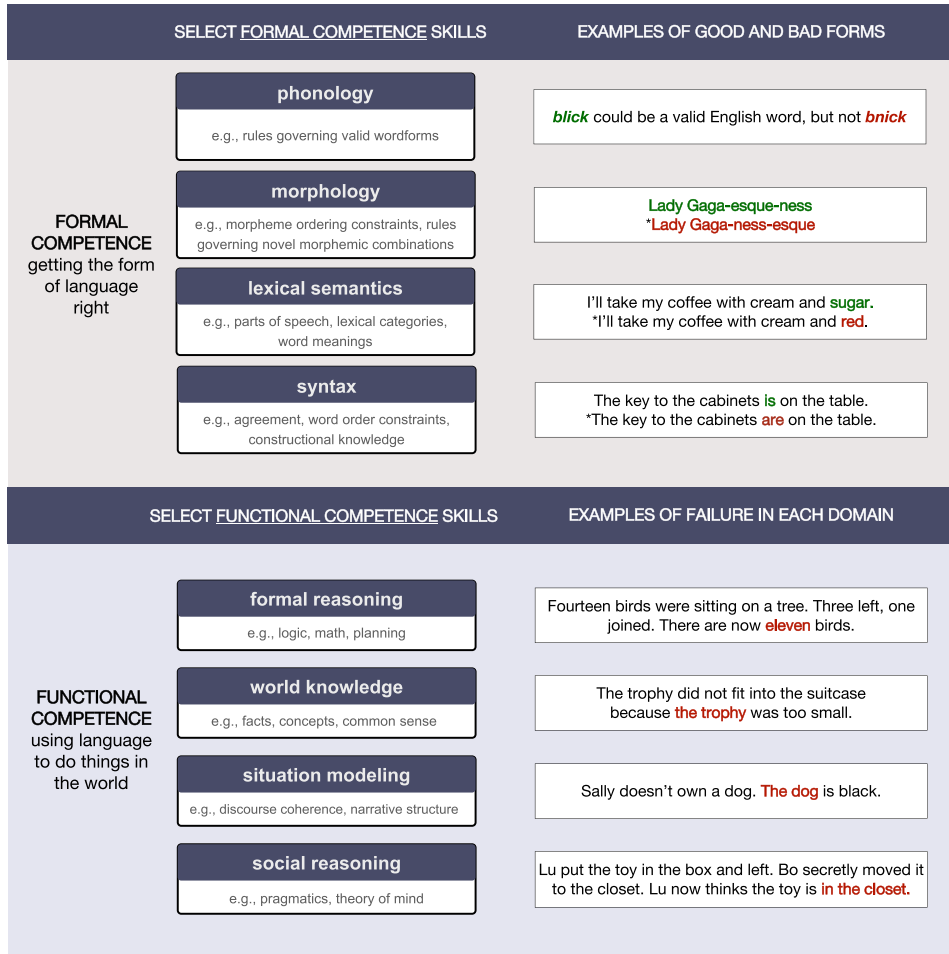 SELECT FORMAL COMPETENCE SKILLS
EXAMPLES OF GOOD AND BAD FORMS
FORMAL
COMPETENCE
getting the form
of language
right
phonology
e.g., rules governing valid wordforms
blick could be a valid English word, but not bnick
morphology
e.g., morpheme ordering constraints, rules
governing novel morphemic combinations
Lady Gaga-esque-ness
*Lady Gaga-ness-esque
lexical semantics
e.g., parts of speech, lexical categories,
word meanings
I’ll take my coffee with cream and sugar.
*I’ll take my coffee with cream and red.
syntax
e.g., agreement, word order constraints,
constructional knowledge
The key to the cabinets is on the table.
*The key to the cabinets are on the table.
SELECT FUNCTIONAL COMPETENCE SKILLS
EXAMPLES OF FAILURE IN EACH DOMAIN
FUNCTIONAL
COMPETENCE
using language
to do things in
the world
formal reasoning
e.g., logic, math, planning
Fourteen birds were sitting on a tree. Three left, one
joined. There are now eleven birds.
world knowledge
e.g., facts, concepts, common sense
The trophy did not fit into the suitcase
because the trophy was too small.
situation modeling
e.g., discourse coherence, narrative structure
Sally doesn’t own a dog. The dog is black.
social reasoning
e.g., pragmatics, theory of mind
Lu put the toy in the box and left. Bo secretly moved it
to the closet. Lu now thinks the toy is in the closet.